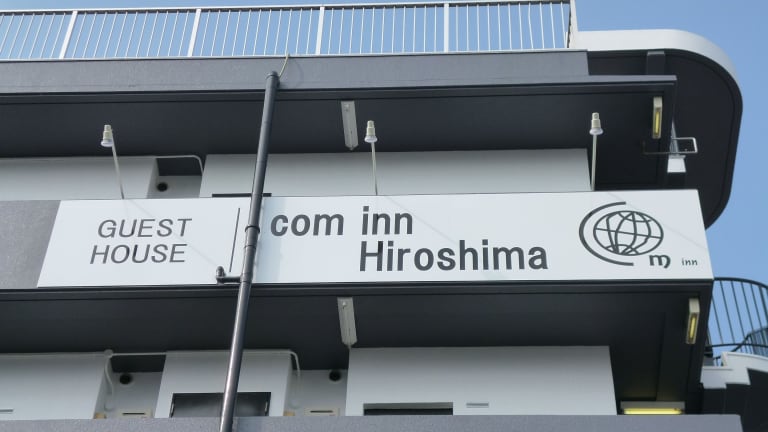 GUEST
HOUSE
com inn
Hiroshima
m inn